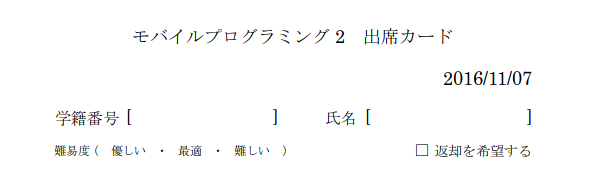 モバイルプログラミング 2　出席カード
2016/11/07
学籍番号 [　　　　　　　　　]　　氏名 [　　　　　　　　　　]
難易度 (　優しい　・　最適　・　難しい　)　　　　□ 返却を希望する